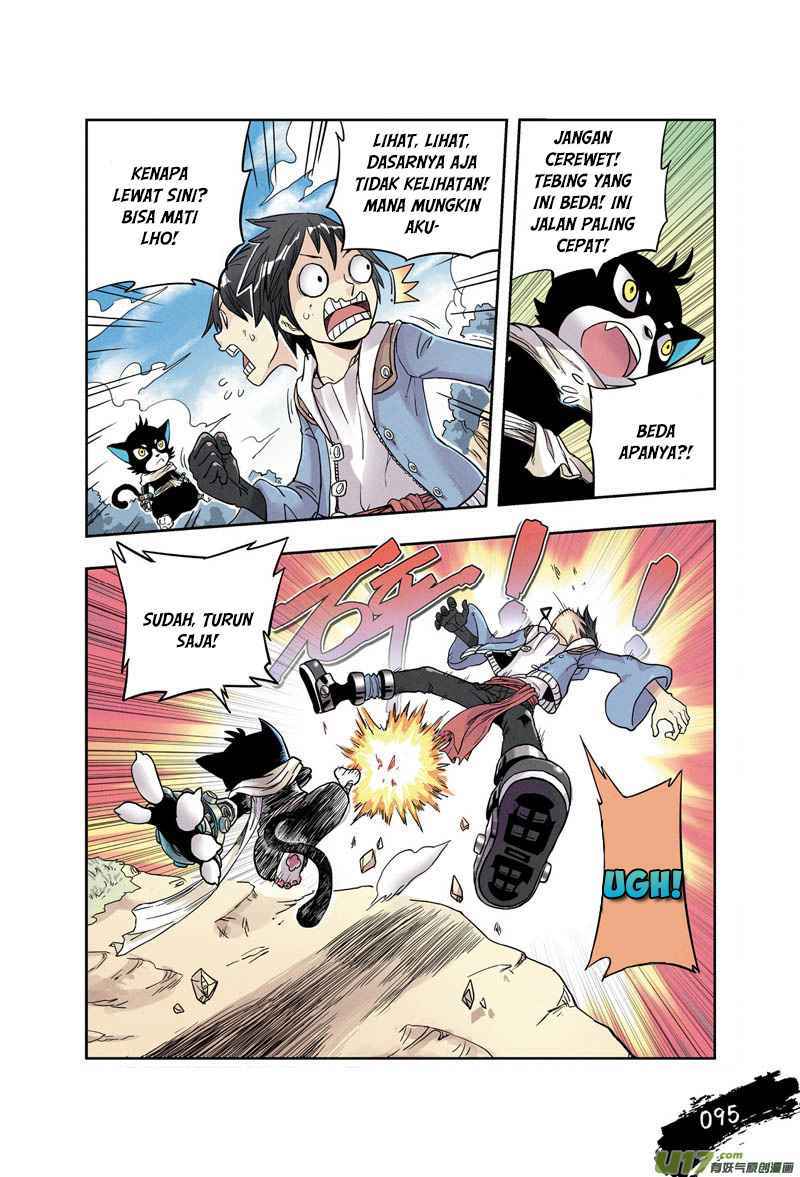 KENAPA
LEWAT SINI?
BISA MATI
LHO!
LIHAT, LIHAT,
DASARNYA AJA
TIDAK KELIHATAN!
MANA MUNGKIN
AKU-
JANGAN
CEREWET!
TEBING YANG
INI BEDA! INI
JALAN PALING
CEPAT!
BEDA
APANYA?!
SUDAH, TURUN
SAJA!
砰!!
UGH!
095
U17.com
有妖气原创漫画